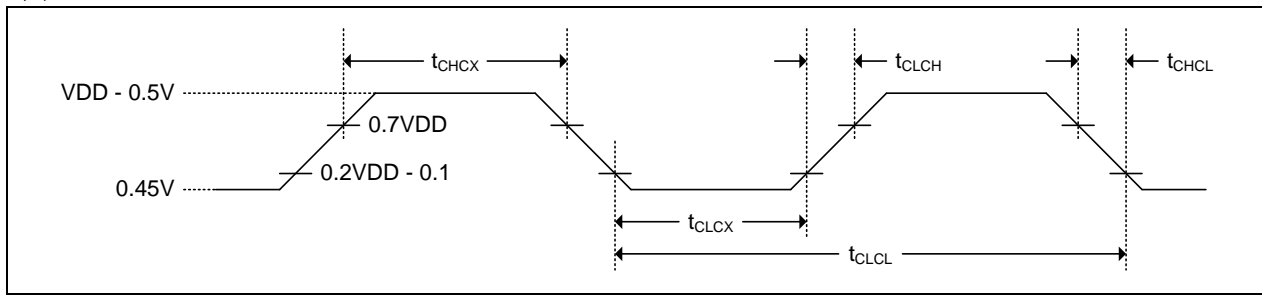 tCHCX
tCLCH
tCHCL
VDD - 0.5V
0.7VDD
0.2VDD - 0.1
0.45V
tCLCX
tCLCL